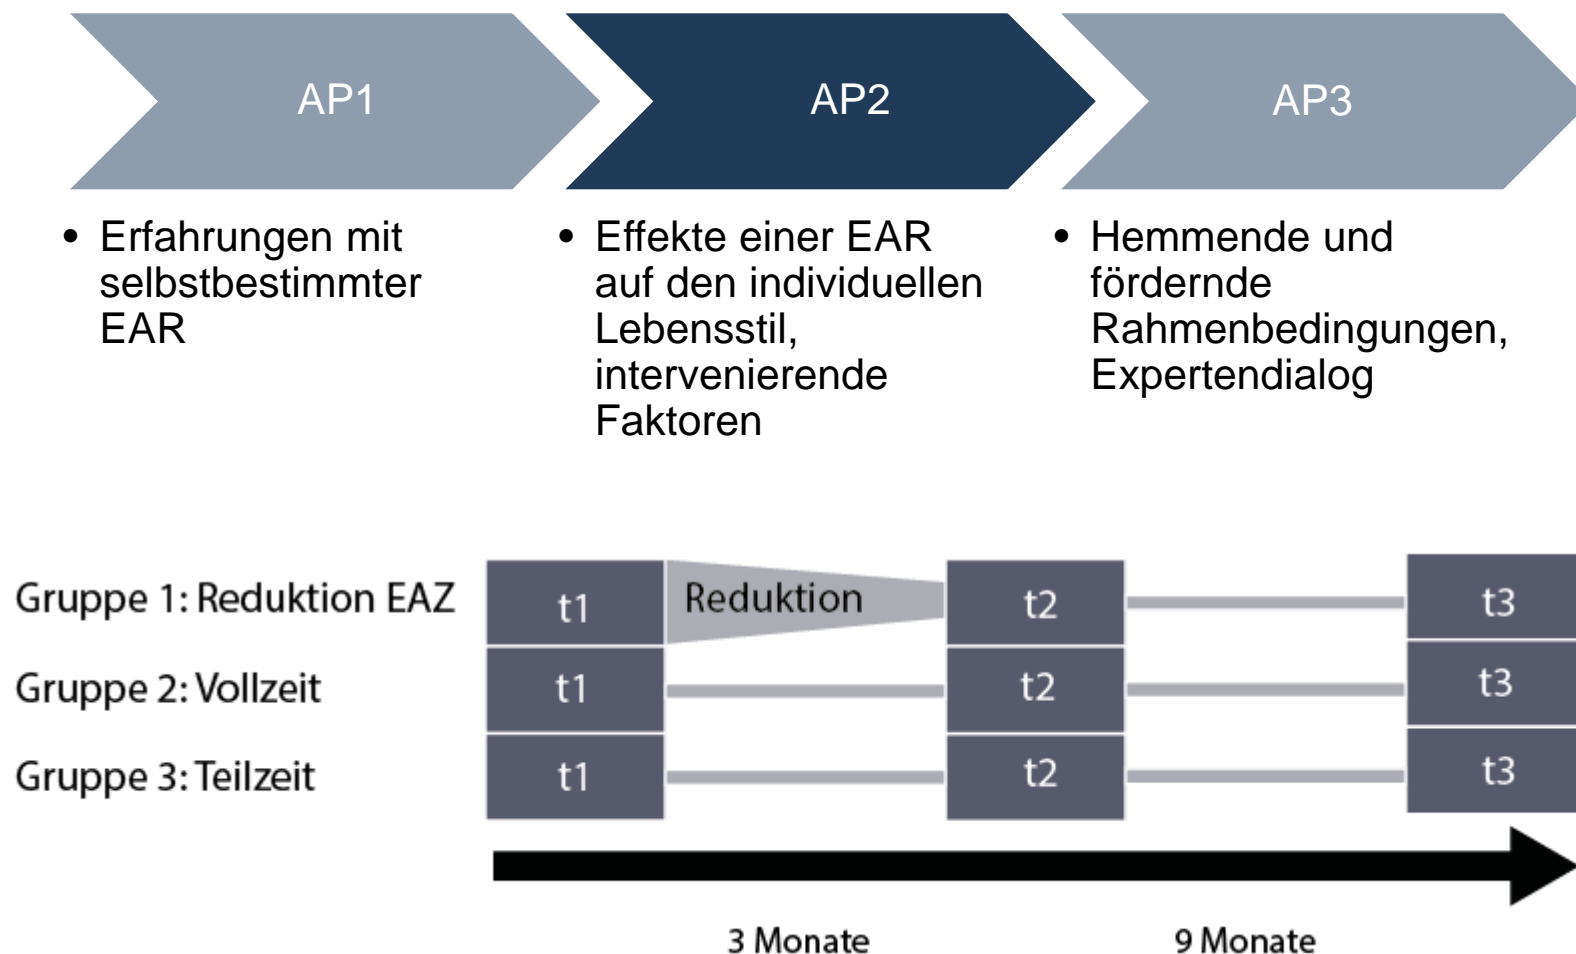 AP1
AP2
AP3
• Erfahrungen mit
selbstbestimmter
EAR
• Effekte einer EAR
auf den individuellen
Lebensstil,
intervenierende
Faktoren
• Hemmende und
fördernde
Rahmenbedingungen,
Expertendialog
Gruppe 1: Reduktion EAZ
t1
Reduktion
t2
t3
Gruppe 2: Vollzeit
t1
t2
t3
Gruppe 3: Teilzeit
t1
t2
t3
3 Monate
9 Monate